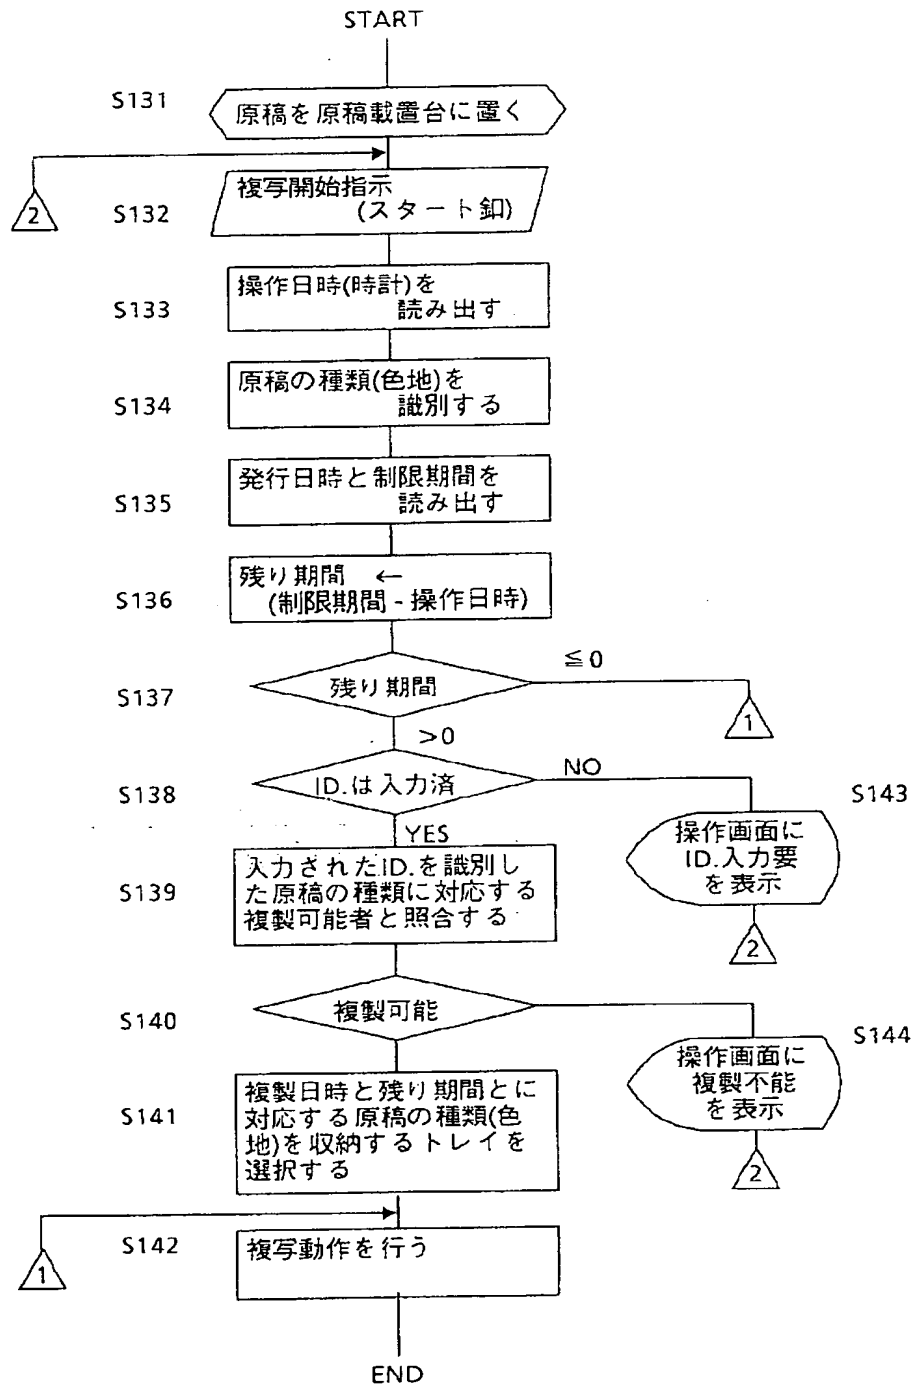 START
S131
原稿を原稿載置台に置く
2
S132
複写開始指示
(スタート釦)
S133
操作日時(時計)を
読み出す
S134
原稿の種類(色地)を
識別する
S135
発行日時と制限期間を
読み出す
S136
残り期間 ←
(制限期間 - 操作日時)
S137
残り期間
≦0
1
>0
S138
ID.は入力済
NO
S143
操作画面に
ID.入力要
を表示
2
YES
S139
入力されたID.を識別し
た原稿の種類に対応する
複製可能者と照合する
S140
複製可能
S144
操作画面に
複製不能
を表示
2
S141
複製日時と残り期間とに
対応する原稿の種類(色
地)を収納するトレイを
選択する
1
S142
複写動作を行う
END